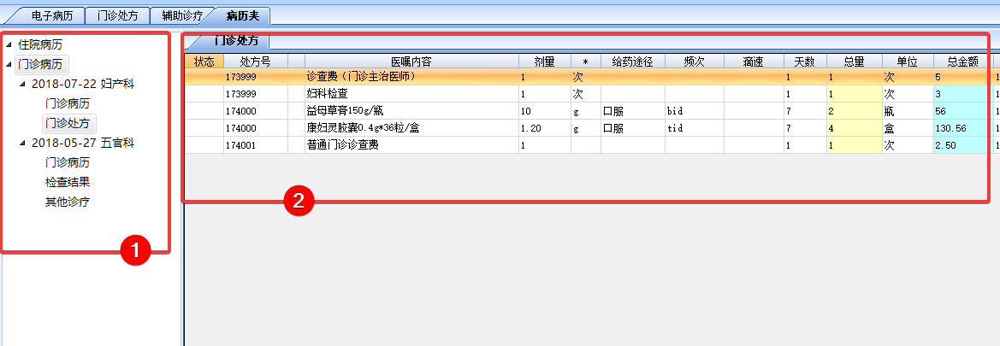 电子病历 门诊处方 辅助诊疗 病历夹
住院病历
门诊病历
2018-07-22 妇产科
门诊病历
门诊处方
2018-05-27 五官科
门诊病历
检查结果
其他诊疗
1
门诊处方
状态 处方号 医嘱内容 剂量 * 给药途径 频次 滴速 天数 总量 单位 总金额
173999 诊查费(门诊主治医师) 1 次 1 1 次 5 1
173999 妇科检查 1 次 1 1 次 3 1
174000 益母草膏150g/瓶 10 g 口服 bid 7 2 瓶 56 1
174000 康妇灵胶囊0.4g*36粒/盒 1.20 g 口服 tid 7 4 盒 130.56 1
174001 普通门诊诊查费 1 1 1 次 2.50 1
2